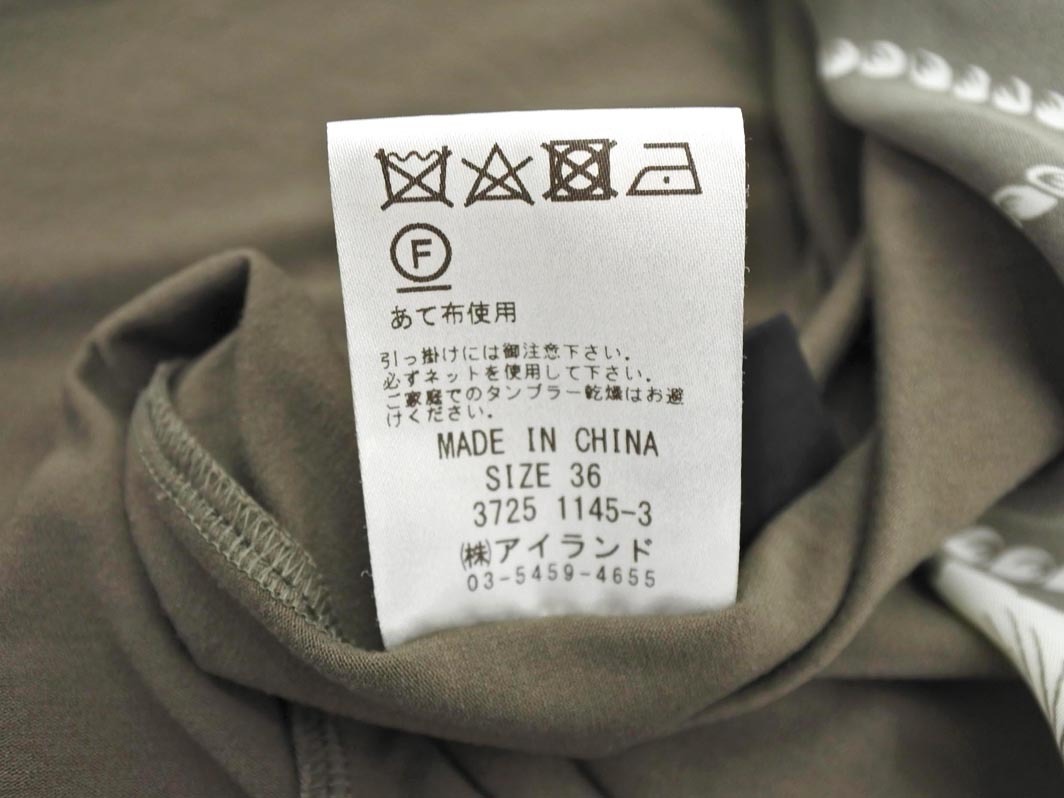 F
あて布使用
引っ掛けには御注意下さい.
必ずネットを使用して下さい.
ご家庭でのタンブラー乾燥はお避
けください.
MADE IN CHINA
SIZE 36
3725 1145-3
㈱アイランド
03-5459-4655